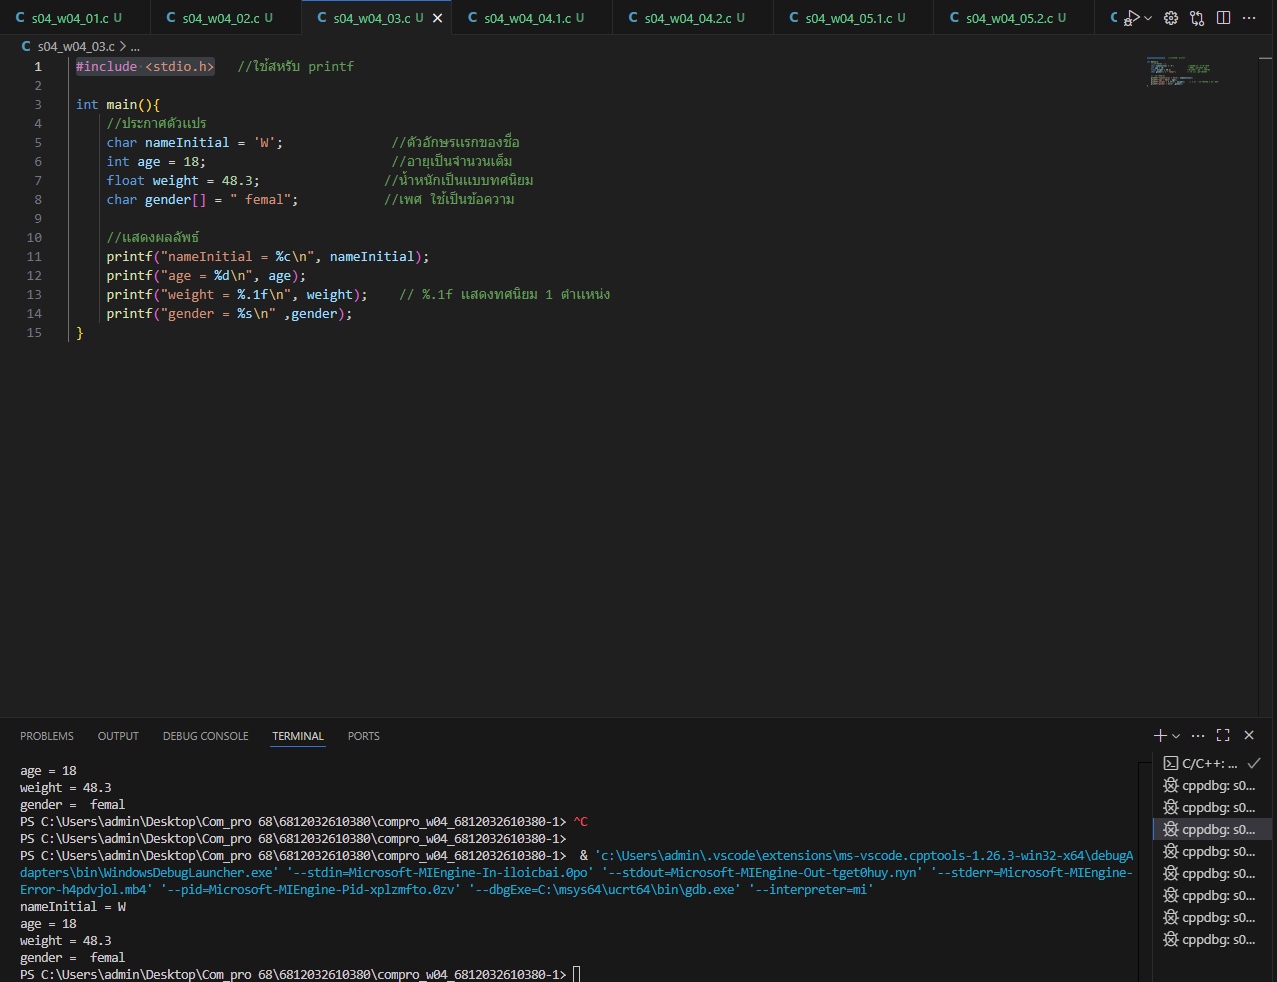 C s04_w04_01.c U C s04_w04_02.c U C s04_w04_03.c U C s04_w04_04.1.c U C s04_w04_04.2.c U C s04_w04_05.1.c U C s04_w04_05.2.c U C
C s04_w04_03.c > ...
1 #include <stdio.h> //ใช้สหรับ printf
2
3 int main(){
4 //ประกาศตัวแปร
5 char nameInitial = 'W'; //ตัวอักษรแรกของชื่อ
6 int age = 18; //อายุเป็นจำนวนเต็ม
7 float weight = 48.3; //น้ำหนักเป็นแบบทศนิยม
8 char gender[] = " femal"; //เพศ ใช้เป็นข้อความ
9
10 //แสดงผลลัพธ์
11 printf("nameInitial = %c\n", nameInitial);
12 printf("age = %d\n", age);
13 printf("weight = %.1f\n", weight); // %.1f แสดงทศนิยม 1 ตำแหน่ง
14 printf("gender = %s\n" ,gender);
15 }
PROBLEMS OUTPUT DEBUG CONSOLE TERMINAL PORTS
age = 18
weight = 48.3
gender =  femal
PS C:\Users\admin\Desktop\Com_pro 68\6812032610380\compro_w04_6812032610380-1> ^C
PS C:\Users\admin\Desktop\Com_pro 68\6812032610380\compro_w04_6812032610380-1>
PS C:\Users\admin\Desktop\Com_pro 68\6812032610380\compro_w04_6812032610380-1>  & 'c:\Users\admin\.vscode\extensions\ms-vscode.cpptools-1.26.3-win32-x64\debugA
dapters\bin\WindowsDebugLauncher.exe' '--stdin=Microsoft-MIEngine-In-iloicbai.0po' '--stdout=Microsoft-MIEngine-Out-tget0huy.nyn' '--stderr=Microsoft-MIEngine-
Error-h4pdvjol.mb4' '--pid=Microsoft-MIEngine-Pid-xplzmfto.0zv' '--dbgExe=C:\msys64\ucrt64\bin\gdb.exe' '--interpreter=mi'
nameInitial = W
age = 18
weight = 48.3
gender =  femal
PS C:\Users\admin\Desktop\Com_pro 68\6812032610380\compro_w04_6812032610380-1>
C/C++: ...
cppdbg: s0...
cppdbg: s0...
cppdbg: s0...
cppdbg: s0...
cppdbg: s0...
cppdbg: s0...
cppdbg: s0...
cppdbg: s0...